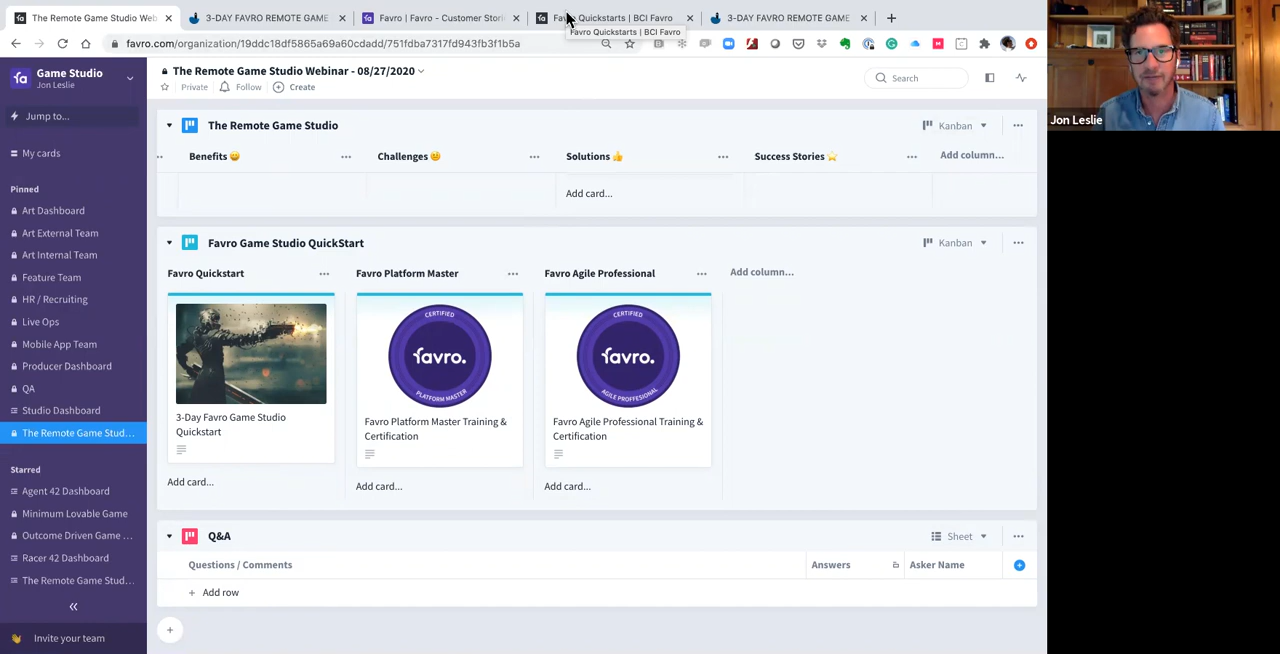 The Remote Game Studio Web
3-DAY FAVRO REMOTE GAME
Favro | Favro - Customer Stori
Quickstarts | BCI Favro
3-DAY FAVRO REMOTE GAME
Favro Quickstarts | BCI Favro
favro.com/organization/19ddc18df5865a69a60cdadd/751fdba7317fd943fb3f1b5a
Game Studio
Jon Leslie
Jump to...
My cards
Pinned
Art Dashboard
Art External Team
Art Internal Team
Feature Team
HR / Recruiting
Live Ops
Mobile App Team
Producer Dashboard
QA
Studio Dashboard
The Remote Game Stud...
Starred
Agent 42 Dashboard
Minimum Lovable Game
Outcome Driven Game ...
Racer 42 Dashboard
The Remote Game Stud...
Invite your team
The Remote Game Studio Webinar - 08/27/2020
Private Follow Create
Search
The Remote Game Studio
Kanban
Benefits 😀 Challenges 😕 Solutions 👍 Success Stories ⭐ Add column...
Add card...
Favro Game Studio QuickStart
Kanban
Favro Quickstart Favro Platform Master Favro Agile Professional Add column...
CERTIFIED
favro.
PLATFORM MASTER
CERTIFIED
favro.
AGILE PROFFESIONAL
3-Day Favro Game Studio
Quickstart
Favro Platform Master Training &
Certification
Favro Agile Professional Training &
Certification
Add card...
Add card...
Add card...
Q&A
Sheet
Questions / Comments Answers Asker Name
Add row
Jon Leslie